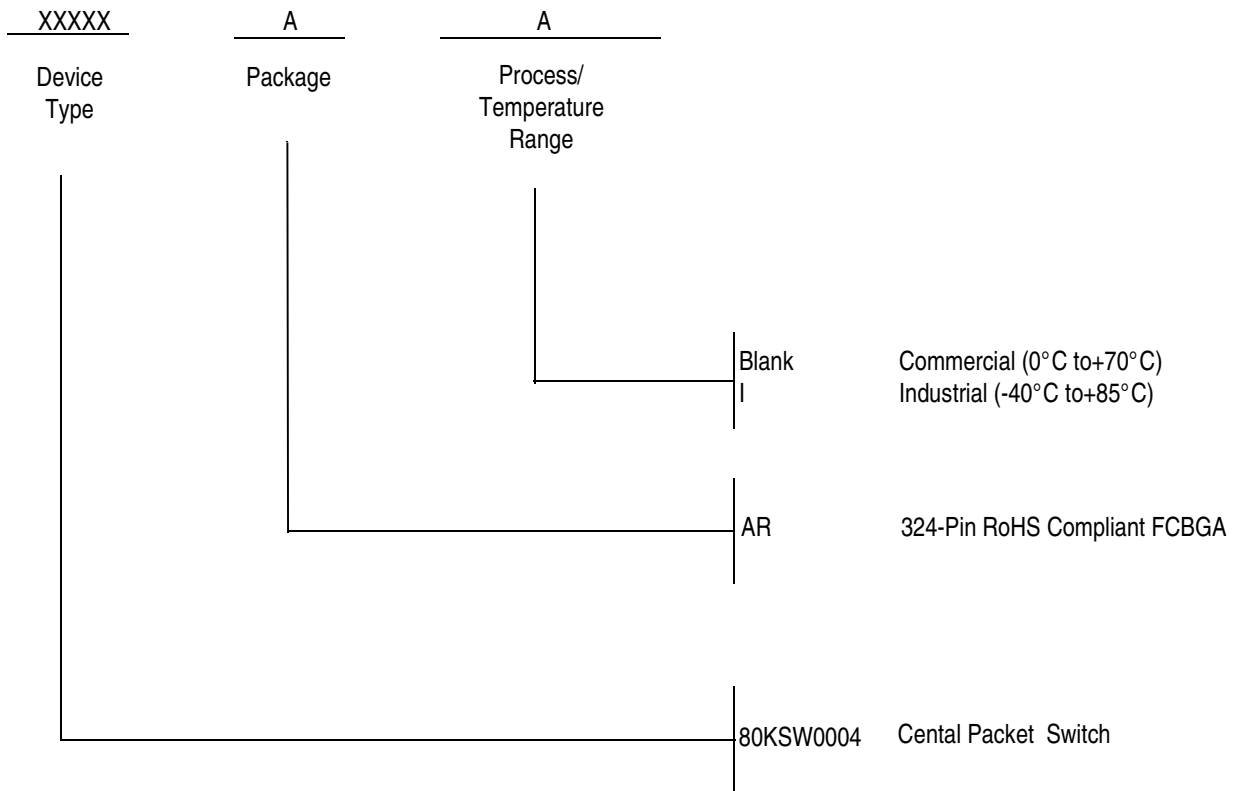 XXXXX A A
Device Type
Package
Process/
Temperature
Range
Blank Commercial (0°C to+70°C)
I Industrial (-40°C to+85°C)
AR 324-Pin RoHS Compliant FCBGA
80KSW0004 Cental Packet Switch